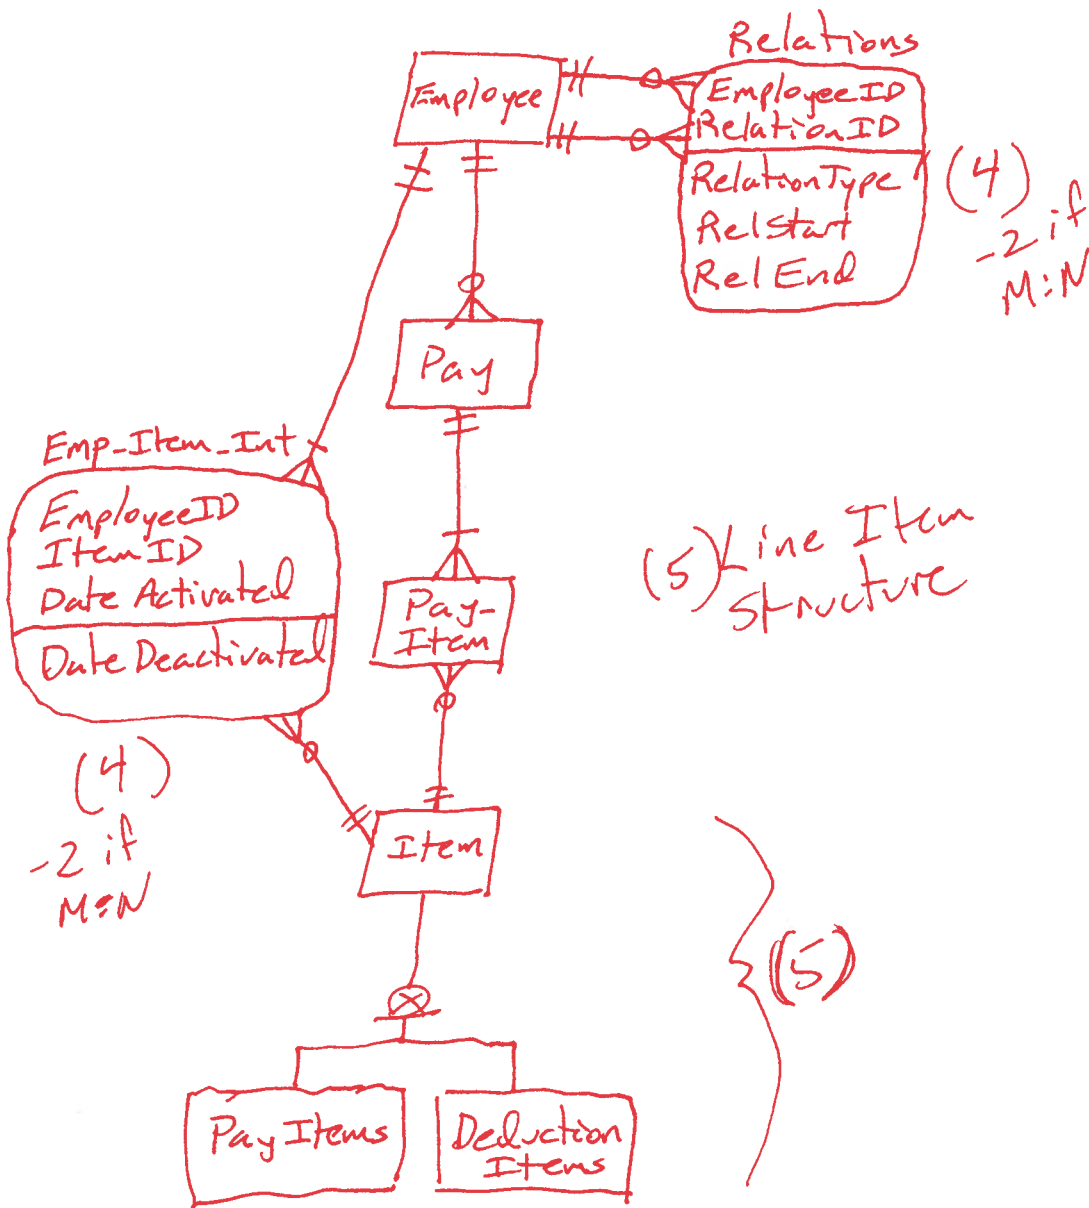 Relations
Employee
EmployeeID
RelationID
RelationType
RelStart
RelEnd
(4)
-2 if
M:N
Pay
Emp_Item_Int
EmployeeID
ItemID
Date Activated
Date Deactivated
(4)
-2 if
M:N
Pay-
Item
(5) Line Item
Structure
Item
(5)
Pay Items
Deduction
Items